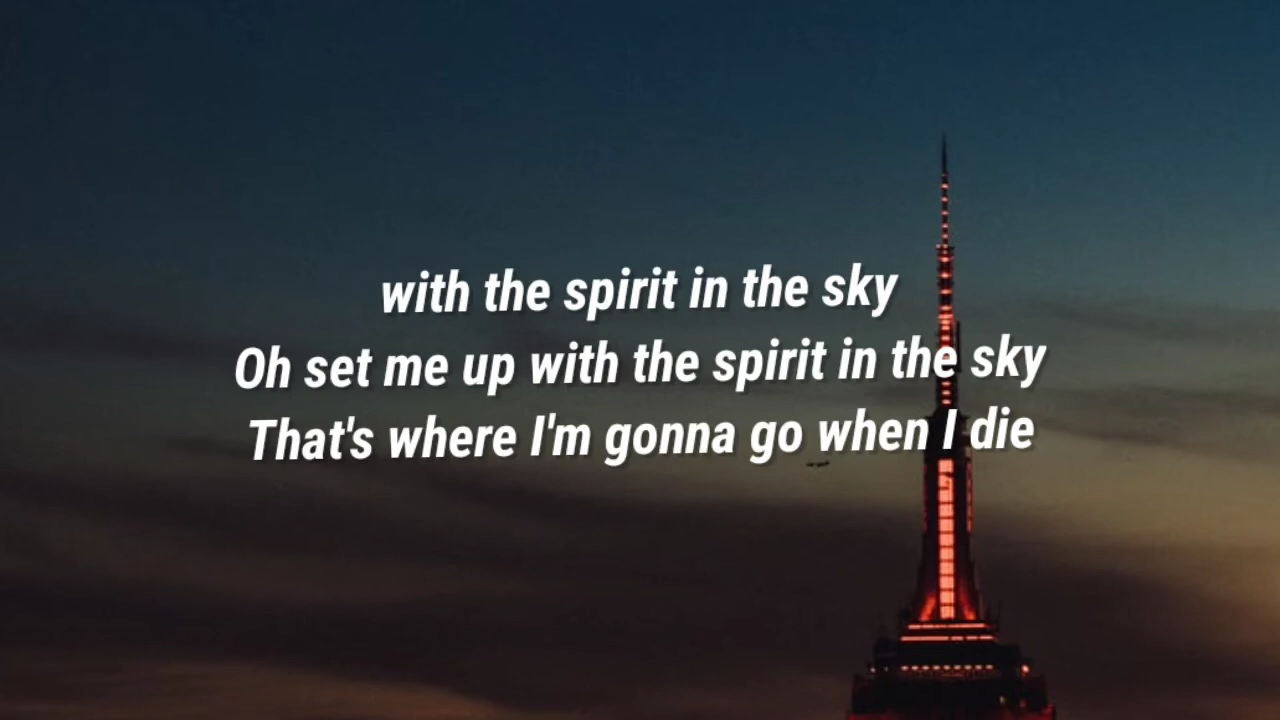 with the spirit in the sky
Oh set me up with the spirit in the sky
That's where I'm gonna go when I die